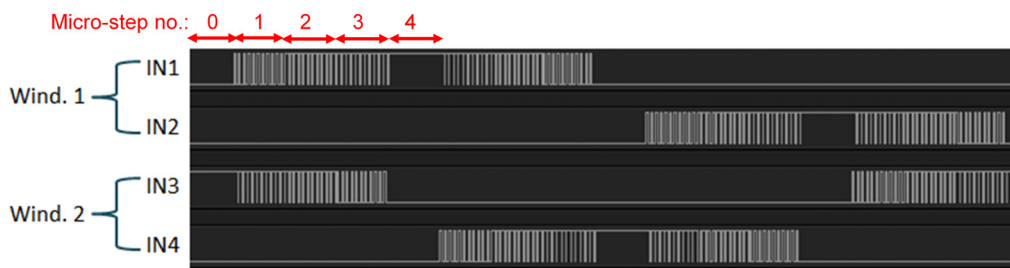 Micro-step no.: 0 1 2 3 4
IN1
Wind. 1
IN2
IN3
Wind. 2
IN4